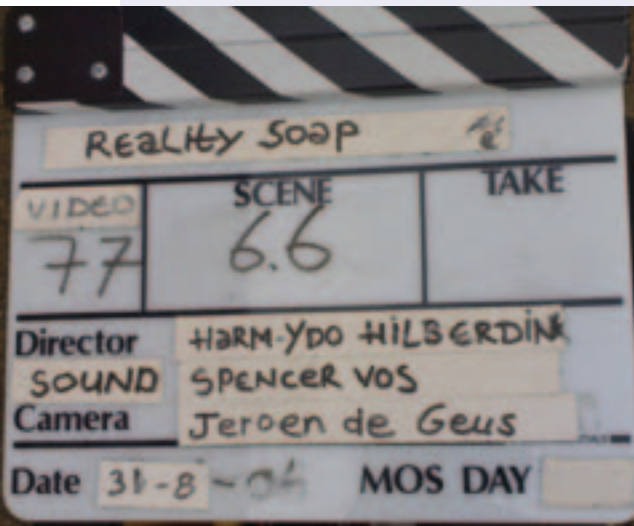 REALITY SOAP
VIDEO SCENE TAKE
77 6.6
Director HARM-YDO HILBERDINK
SOUND SPENCER VOS
Camera Jeroen de Geus
Date 31-8- MOS DAY